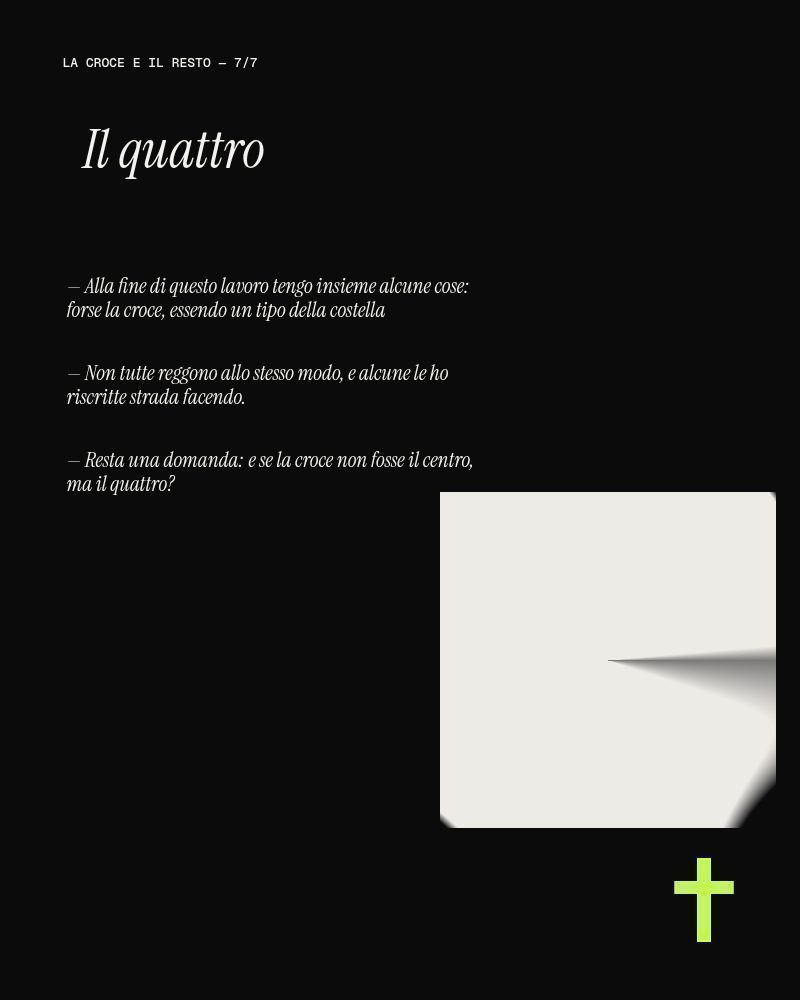 LA CROCE E IL RESTO — 7/7
Il quattro
— Alla fine di questo lavoro tengo insieme alcune cose:
forse la croce, essendo un tipo della costella
— Non tutte reggono allo stesso modo, e alcune le ho
riscritte strada facendo.
— Resta una domanda: e se la croce non fosse il centro,
ma il quattro?